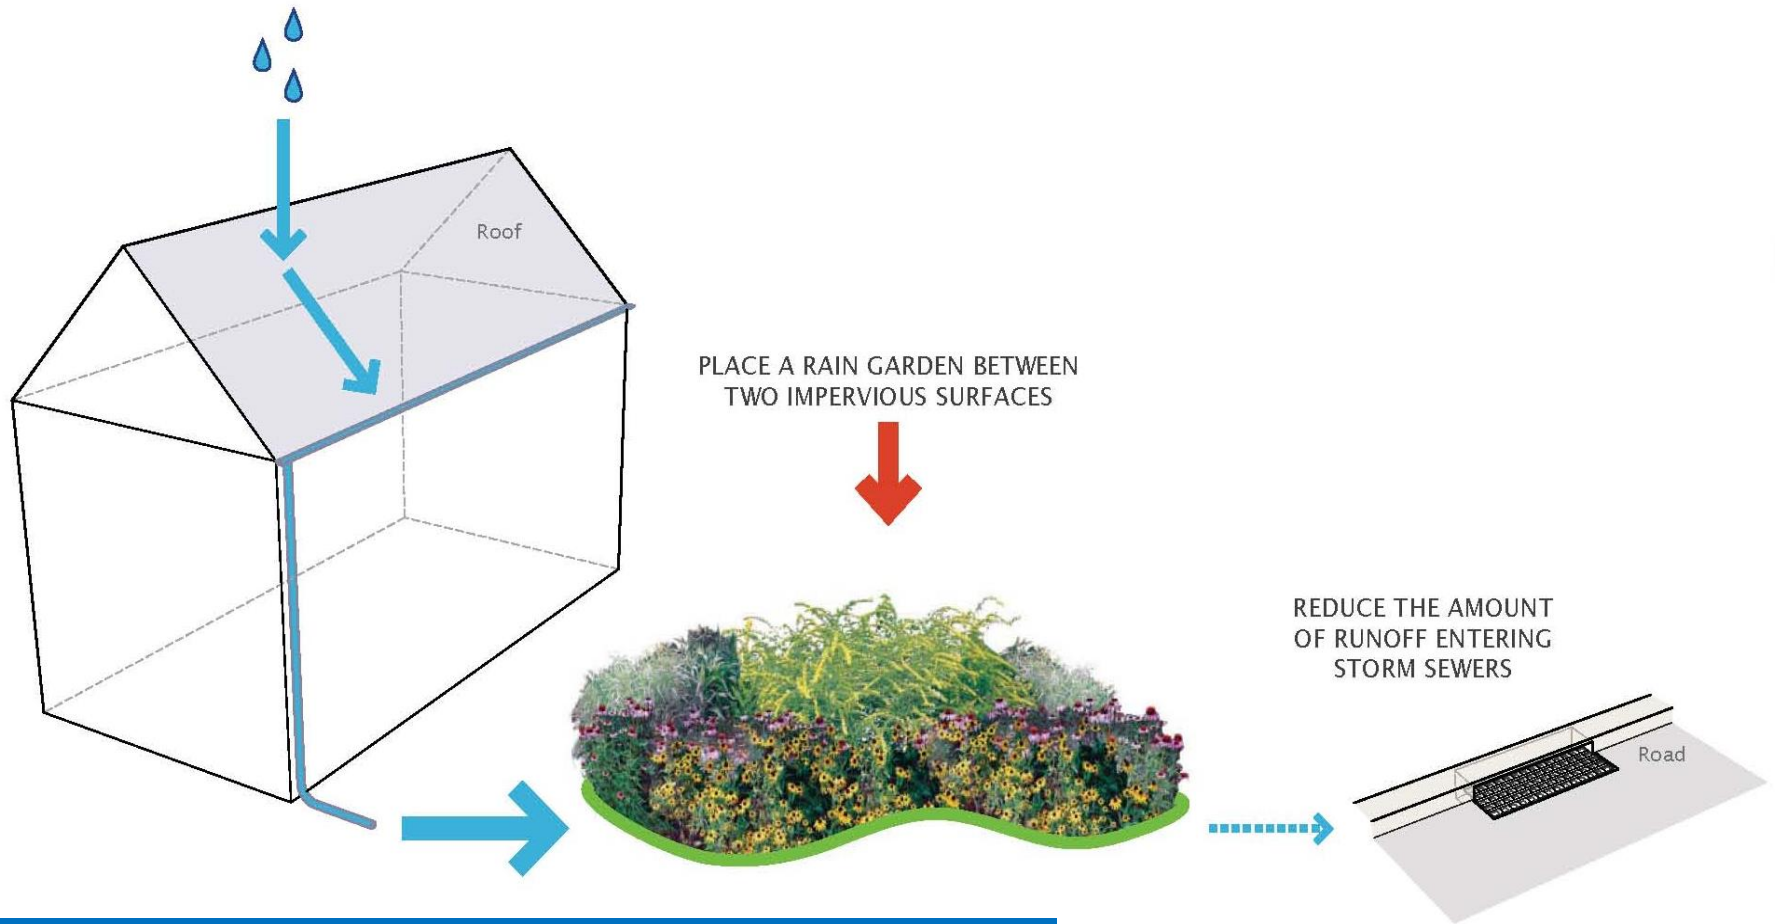 Roof
PLACE A RAIN GARDEN BETWEEN
TWO IMPERVIOUS SURFACES
REDUCE THE AMOUNT
OF RUNOFF ENTERING
STORM SEWERS
Road